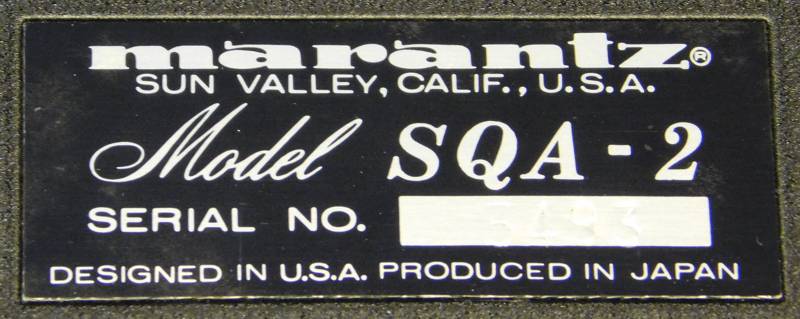 marantz®
SUN VALLEY, CALIF., U.S.A.
Model SQA-2
SERIAL NO.
DESIGNED IN U.S.A. PRODUCED IN JAPAN